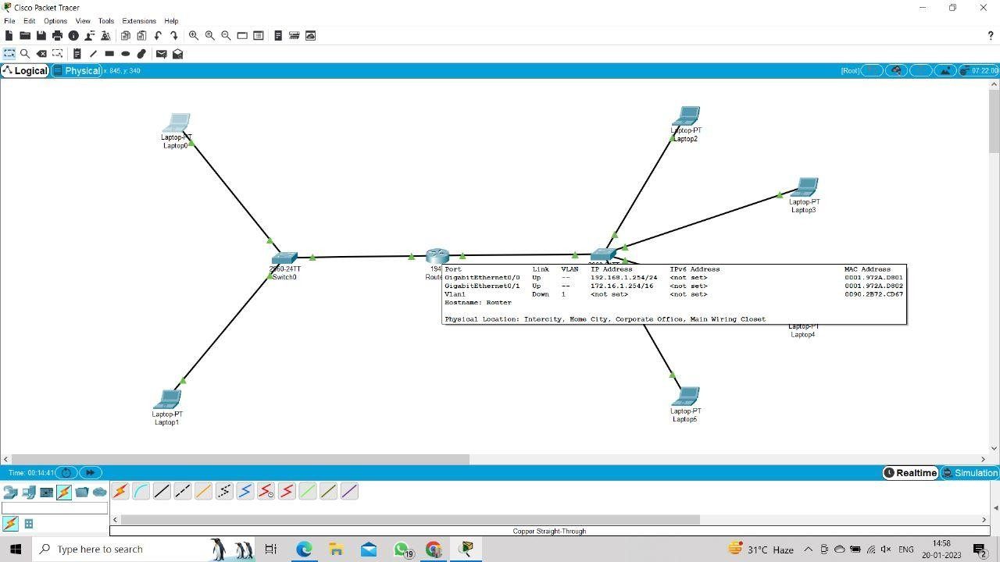 Cisco Packet Tracer
File Edit Options View Tools Extensions Help
?
Logical Physical x: 845, y: 340 [Root] 07:22:00
Laptop-PT
Laptop0
Laptop-PT
Laptop2
Laptop-PT
Laptop3
2960-24TT
Switch0
194
Route
Port Link VLAN IP Address IPv6 Address MAC Address
GigabitEthernet0/0 Up -- 192.168.1.254/24 <not set> 0001.972A.D801
GigabitEthernet0/1 Up -- 172.16.1.254/16 <not set> 0001.972A.D802
Vlan1 Down 1 <not set> <not set> 0090.2B72.CD67
Hostname: Router
Physical Location: Intercity, Home City, Corporate Office, Main Wiring Closet
Laptop-PT
Laptop4
Laptop-PT
Laptop1
Laptop-PT
Laptop5
Time: 00:14:41 Realtime Simulation
Copper Straight-Through
Type here to search 19 31°C Haze ENG 14:58
20-01-2023 2